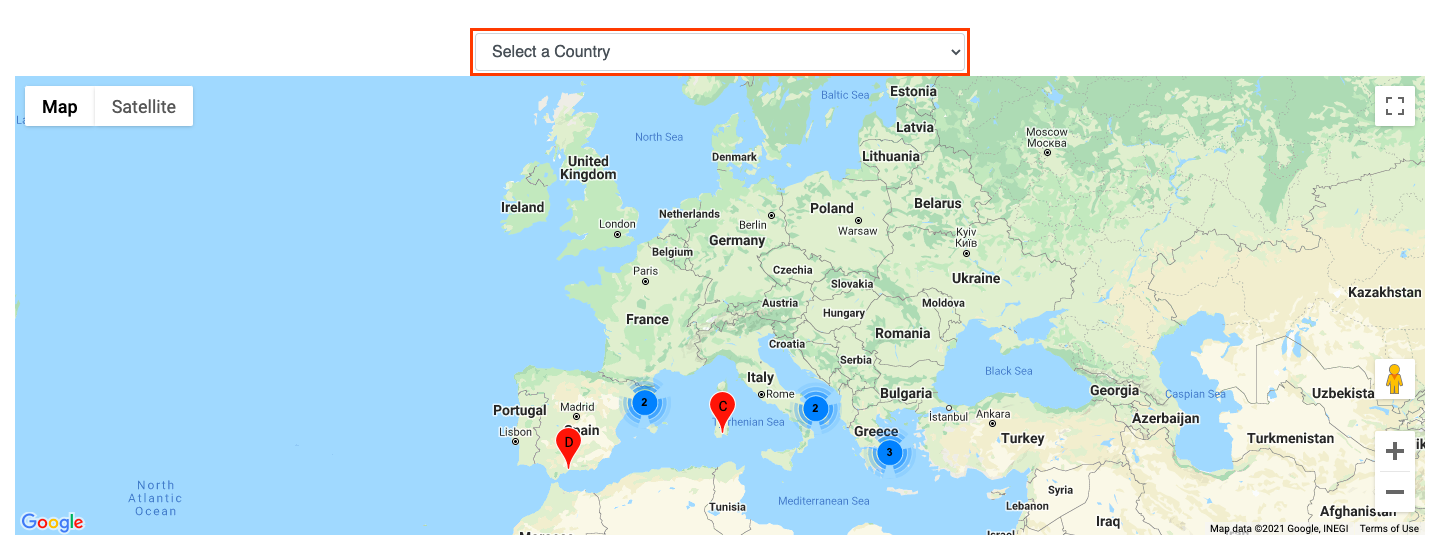 Select a Country
Map
Satellite
Estonia
Baltic Sea
Latvia
Moscow
Москва
North Sea
Denmark
Lithuania
United
Kingdom
Ireland
Belarus
Poland
Netherlands
London
Berlin
Warsaw
Kyiv
Київ
Germany
Belgium
Paris
Czechia
Ukraine
Slovakia
Kazakhstan
Austria
Moldova
Hungary
France
Romania
Croatia
Serbia
Black Sea
Italy
Georgia
Caspian Sea
Uzbekista
Rome
Bulgaria
2
C
2
Portugal
Madrid
İstanbul
Ankara
Azerbaijan
Lisbon
Spain
rhenian Sea
Greece
Turkey
Turkmenistan
D
3
North
Atlantic
Ocean
Syria
Mediterranean Sea
Tunisia
Lebanon
Iraq
Afghanistan
Google
Map data ©2021 Google, INEGI
Terms of Use